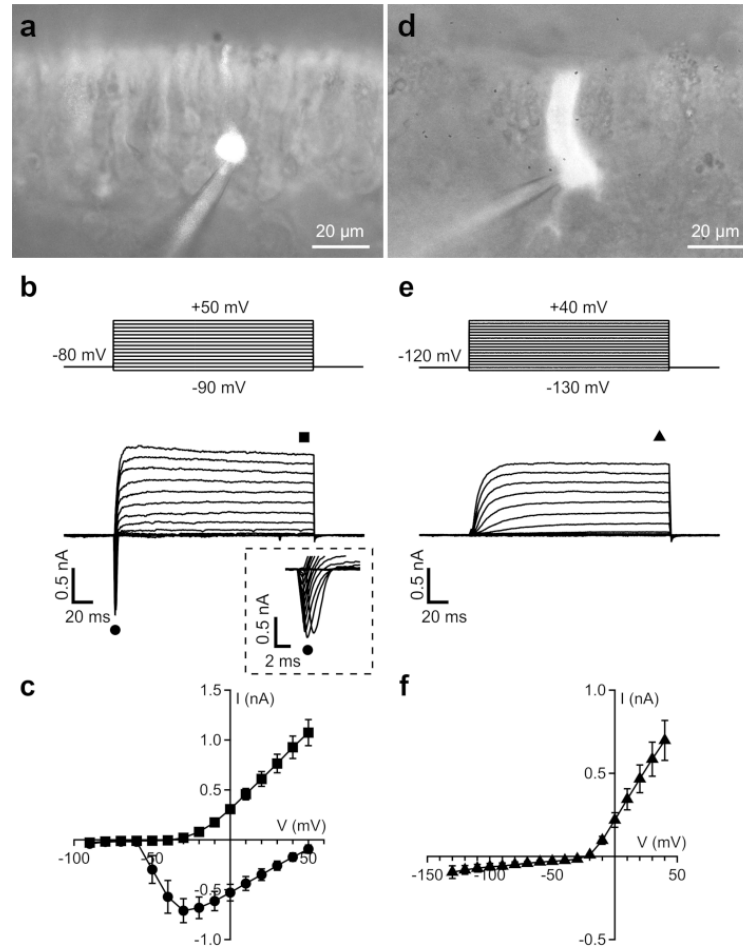 a
20 µm
d
20 µm
b
+50 mV
-80 mV
-90 mV
0.5 nA
20 ms
0.5 nA
2 ms
e
+40 mV
-120 mV
-130 mV
0.5 nA
20 ms
c
1.5
I (nA)
1.0
0.5
V (mV)
-100
-50
50
-0.5
-1.0
f
1.0
I (nA)
0.5
V (mV)
-150
-100
-50
0
50
-0.5